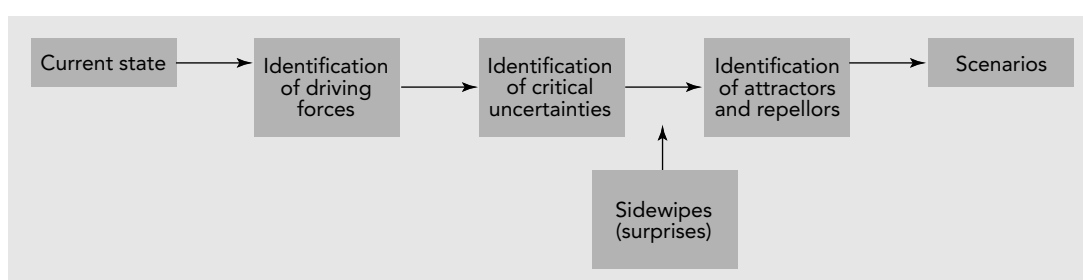 Current state
Identification
of driving
forces
Identification
of critical
uncertainties
Identification
of attractors
and repellors
Scenarios
Sidewipes
(surprises)